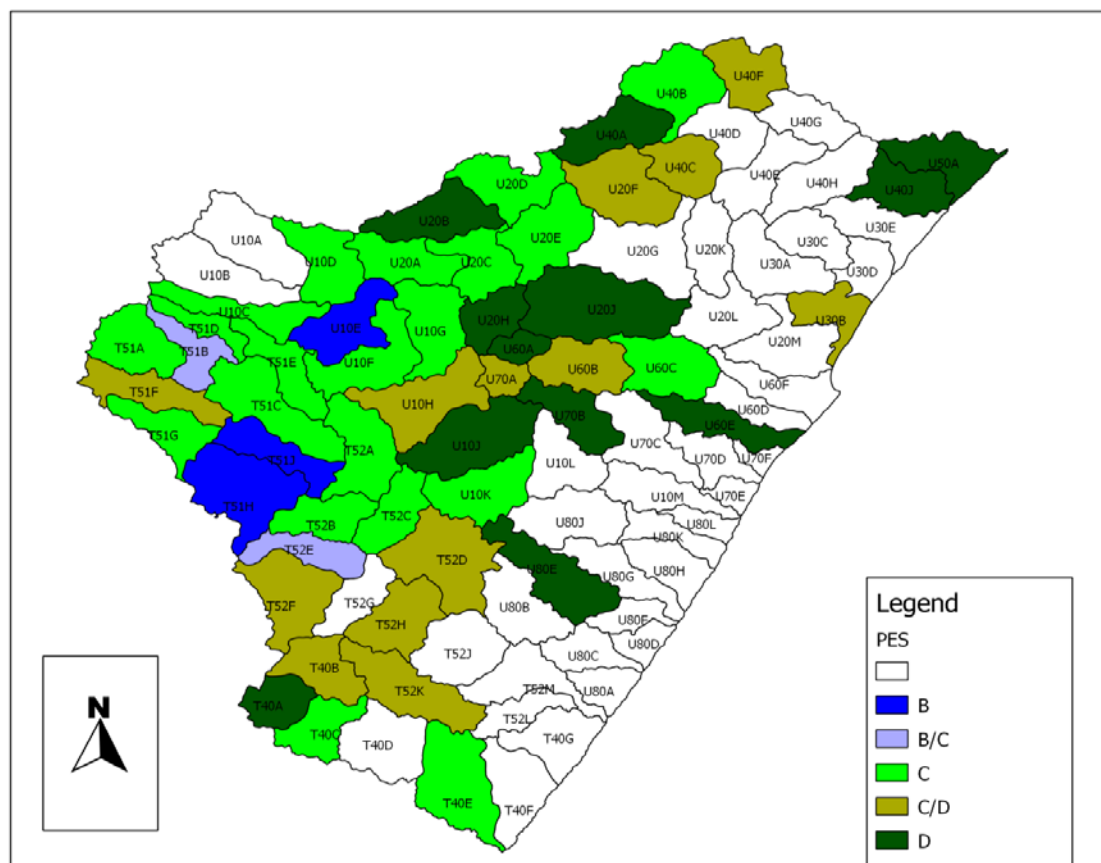 U40F
U40B
U40G
U40A
U40D
U50A
U40C
U40E
U40H
U40J
U20D
U20F
U20B
U30E
U10A
U20E
U30C
U20G
U20K
U10D
U20A
U20C
U30A
U30D
U10B
U10C
U20J
U20H
U20L
U30B
T51D
U10E
U10G
U20M
T51A
T51B
U60A
T51E
U10F
U60B
U60C
U70A
U60F
T51F
T51C
U10H
U60D
U70B
U60E
T51G
U10J
U70C
T52A
U70D
U70F
T51J
U10L
U10K
U10M
U70E
T51H
T52C
T52B
U80J
U80L
U80K
T52E
T52D
U80E
U80G
U80H
T52F
T52G
U80B
U80F
T52H
U80D
T52J
U80C
T40B
T52K
T52M
U80A
T40A
T52L
T40C
T40D
T40G
T40E
T40F
N
Legend
PES
B
B/C
C
C/D
D